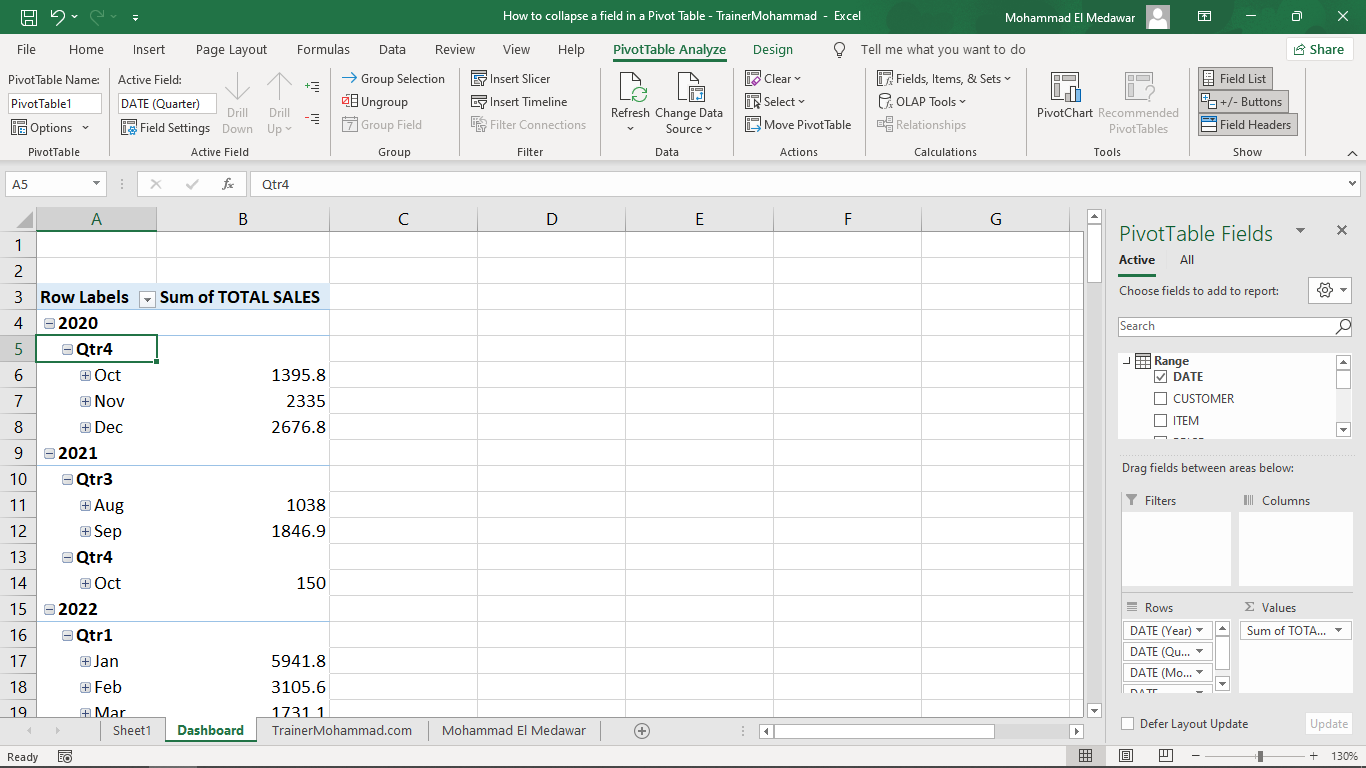 How to collapse a field in a Pivot Table - TrainerMohammad - Excel
Mohammad El Medawar
File Home Insert Page Layout Formulas Data Review View Help PivotTable Analyze Design Tell me what you want to do Share
PivotTable Name:
PivotTable1
Options
PivotTable
Active Field:
DATE (Quarter)
Field Settings
Drill Down
Drill Up
Active Field
Group Selection
Ungroup
Group Field
Group
Insert Slicer
Insert Timeline
Filter Connections
Filter
Refresh
Change Data Source
Data
Clear
Select
Move PivotTable
Actions
Fields, Items, & Sets
OLAP Tools
Relationships
Calculations
PivotChart
Recommended PivotTables
Tools
Field List
+/- Buttons
Field Headers
Show
A5 fx Qtr4
A B C D E F G
1
2
3 Row Labels Sum of TOTAL SALES
4 2020
5 Qtr4
6 Oct 1395.8
7 Nov 2335
8 Dec 2676.8
9 2021
10 Qtr3
11 Aug 1038
12 Sep 1846.9
13 Qtr4
14 Oct 150
15 2022
16 Qtr1
17 Jan 5941.8
18 Feb 3105.6
19 Mar 1731.1
PivotTable Fields
Active All
Choose fields to add to report:
Search
Range
DATE
CUSTOMER
ITEM
Drag fields between areas below:
Filters
Columns
Rows
DATE (Year)
DATE (Qu...
DATE (Mo...
DATE
Values
Sum of TOTA...
Defer Layout Update Update
Sheet1 Dashboard TrainerMohammad.com Mohammad El Medawar
Ready 130%